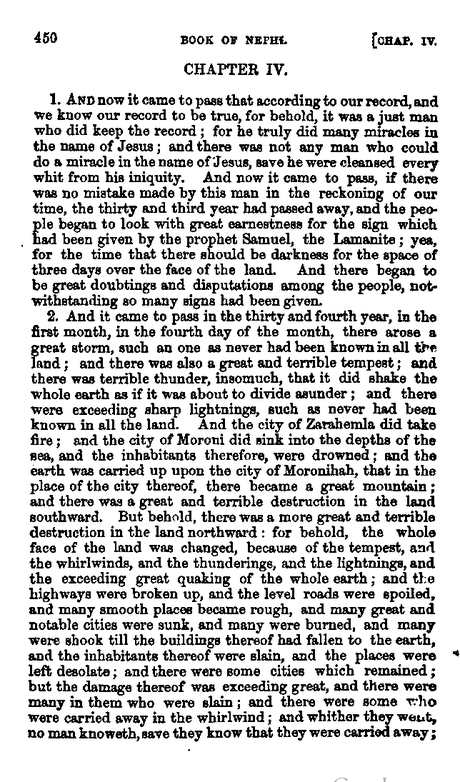 450 BOOK OF NEPHI. [CHAP. IV.
CHAPTER IV.
1. AND now it came to pass that according to our record, and
we know our record to be true, for behold, it was a just man
who did keep the record; for he truly did many miracles in
the name of Jesus; and there was not any man who could
do a miracle in the name of Jesus, save he were cleansed every
whit from his iniquity. And now it came to pass, if there
was no mistake made by this man in the reckoning of our
time, the thirty and third year had passed away, and the peo-
ple began to look with great earnestness for the sign which
had been given by the prophet Samuel, the Lamanite; yea,
for the time that there should be darkness for the space of
three days over the face of the land. And there began to
be great doubtings and disputations among the people, not-
withstanding so many signs had been given.
2. And it came to pass in the thirty and fourth year, in the
first month, in the fourth day of the month, there arose a
great storm, such an one as never had been known in all the
land; and there was also a great and terrible tempest; and
there was terrible thunder, insomuch, that it did shake the
whole earth as if it was about to divide asunder; and there
were exceeding sharp lightnings, such as never had been
known in all the land. And the city of Zarahemla did take
fire; and the city of Moroni did sink into the depths of the
sea, and the inhabitants therefore, were drowned; and the
earth was carried up upon the city of Moronihah, that in the
place of the city thereof, there became a great mountain;
and there was a great and terrible destruction in the land
southward. But behold, there was a more great and terrible
destruction in the land northward: for behold, the whole
face of the land was changed, because of the tempest, and
the whirlwinds, and the thunderings, and the lightnings, and
the exceeding great quaking of the whole earth; and the
highways were broken up, and the level roads were spoiled,
and many smooth places became rough, and many great and
notable cities were sunk, and many were burned, and many
were shook till the buildings thereof had fallen to the earth,
and the inhabitants thereof were slain, and the places were
left desolate; and there were some cities which remained;
but the damage thereof was exceeding great, and there were
many in them who were slain; and there were some who
were carried away in the whirlwind; and whither they went,
no man knoweth, save they know that they were carried away;